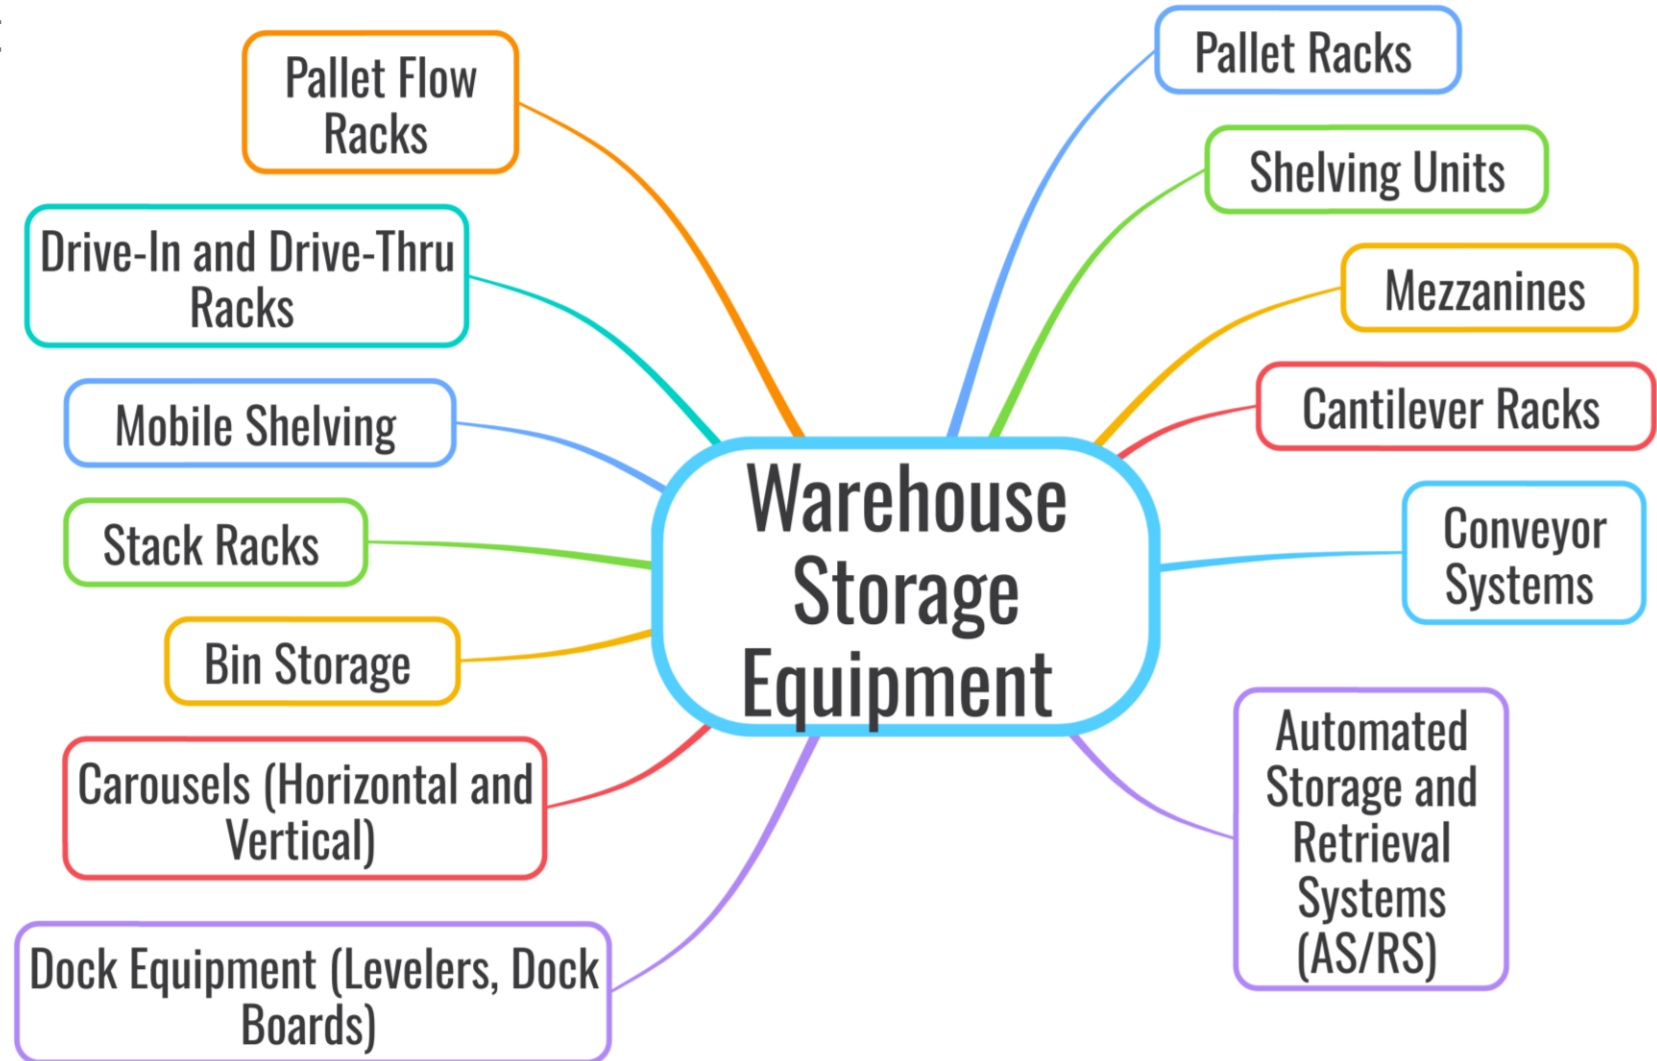 Pallet Flow
Racks
Drive-In and Drive-Thru
Racks
Mobile Shelving
Stack Racks
Bin Storage
Carousels (Horizontal and
Vertical)
Dock Equipment (Levelers, Dock
Boards)
Warehouse
Storage
Equipment
Pallet Racks
Shelving Units
Mezzanines
Cantilever Racks
Conveyor
Systems
Automated
Storage and
Retrieval
Systems
(AS/RS)